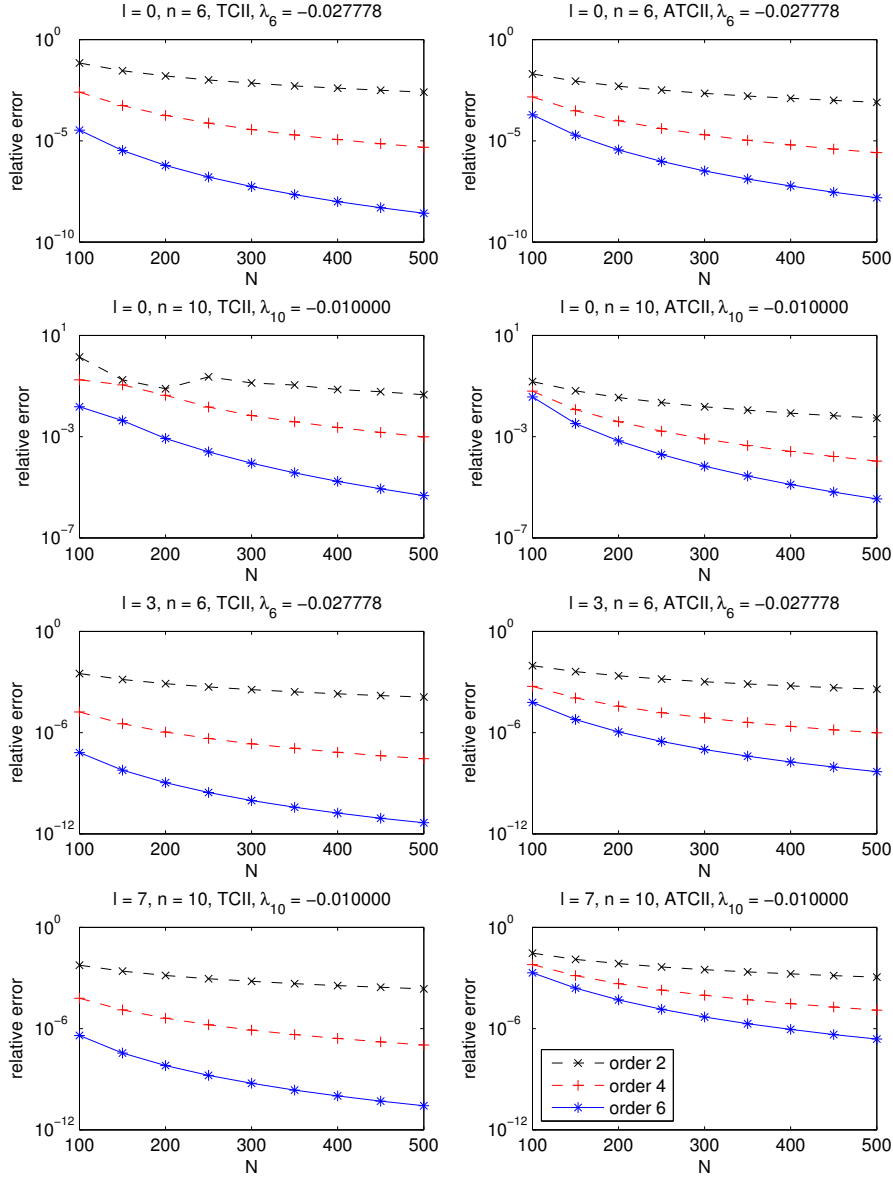 l = 0, n = 6, TCII, λ6 = −0.027778
10^0
10^−5
10^−10
relative error
100 200 300 400 500
N
l = 0, n = 6, ATCII, λ6 = −0.027778
10^0
10^−5
10^−10
relative error
100 200 300 400 500
N
l = 0, n = 10, TCII, λ10 = −0.010000
10^1
10^−3
10^−7
relative error
100 200 300 400 500
N
l = 0, n = 10, ATCII, λ10 = −0.010000
10^1
10^−3
10^−7
relative error
100 200 300 400 500
N
l = 3, n = 6, TCII, λ6 = −0.027778
10^0
10^−6
10^−12
relative error
100 200 300 400 500
N
l = 3, n = 6, ATCII, λ6 = −0.027778
10^0
10^−6
10^−12
relative error
100 200 300 400 500
N
l = 7, n = 10, TCII, λ10 = −0.010000
10^0
10^−6
10^−12
relative error
100 200 300 400 500
N
l = 7, n = 10, ATCII, λ10 = −0.010000
10^0
10^−6
10^−12
relative error
order 2
order 4
order 6
100 200 300 400 500
N